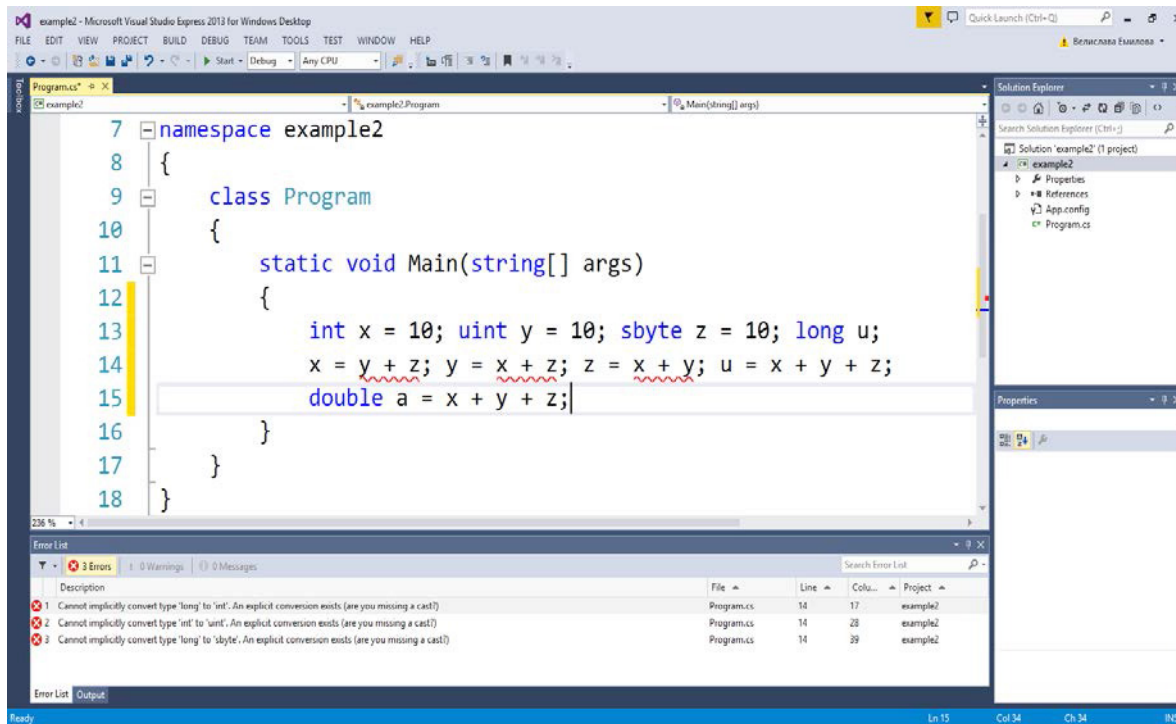 example2 - Microsoft Visual Studio Express 2013 for Windows Desktop
Quick Launch (Ctrl+Q)
FILE EDIT VIEW PROJECT BUILD DEBUG TEAM TOOLS TEST WINDOW HELP
Велислава Емилова
Start Debug Any CPU
Toolbox
Program.cs*
example2 example2.Program Main(string[] args)
7 namespace example2
8 {
9 class Program
10 {
11 static void Main(string[] args)
12 {
13 int x = 10; uint y = 10; sbyte z = 10; long u;
14 x = y + z; y = x + z; z = x + y; u = x + y + z;
15 double a = x + y + z;
16 }
17 }
18 }
236 %
Solution Explorer
Search Solution Explorer (Ctrl+;)
Solution 'example2' (1 project)
example2
Properties
References
App.config
Program.cs
Properties
Error List
3 Errors 0 Warnings 0 Messages
Search Error List
Description File Line Colu... Project
1 Cannot implicitly convert type 'long' to 'int'. An explicit conversion exists (are you missing a cast?) Program.cs 14 17 example2
2 Cannot implicitly convert type 'int' to 'uint'. An explicit conversion exists (are you missing a cast?) Program.cs 14 28 example2
3 Cannot implicitly convert type 'long' to 'sbyte'. An explicit conversion exists (are you missing a cast?) Program.cs 14 39 example2
Error List Output
Ready Ln 15 Col 34 Ch 34